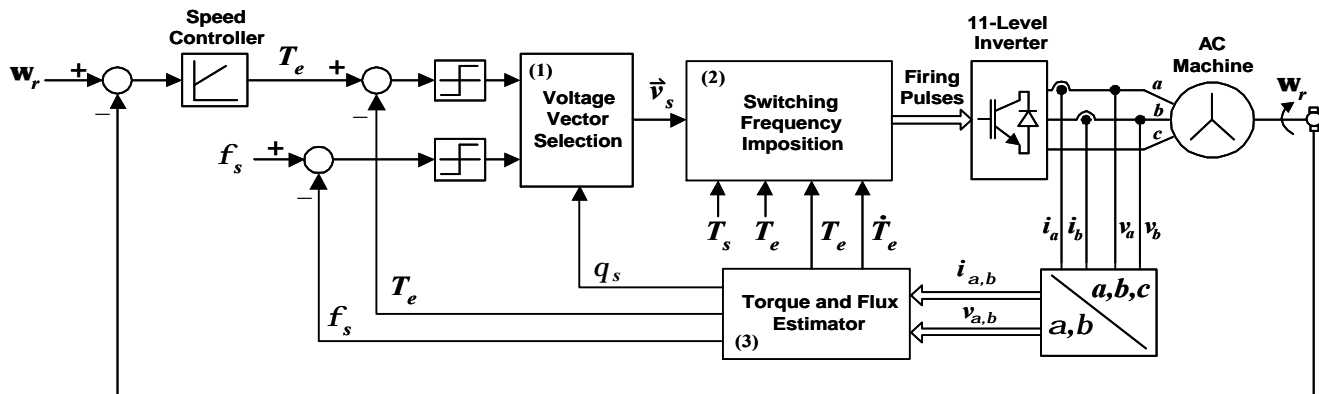 Speed
Controller
11-Level
Inverter
AC
Machine
w_r
+
−
T_e
+
−
(1)
Voltage
Vector
Selection
v⃗_s
(2)
Switching
Frequency
Imposition
Firing
Pulses
a
b
c
w_r
f_s
+
−
T_s
T_e
T_e
Ṫ_e
i_a
i_b
v_a
v_b
q_s
T_e
f_s
Torque and Flux
Estimator
(3)
i_a,b
v_a,b
a,b,c
a,b